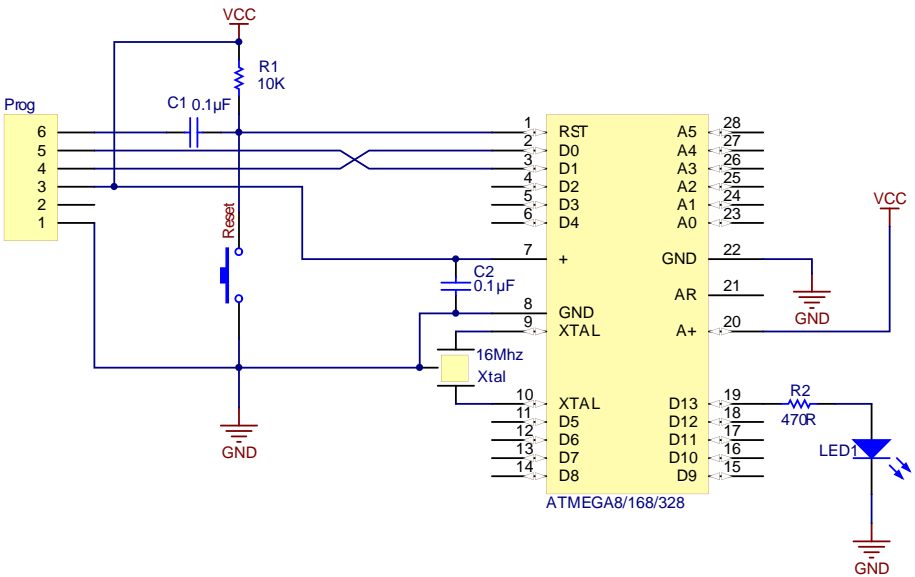 VCC
R1
10K
Prog
C1 0.1µF
6
5
4
3
2
1
Reset
1 RST
2 D0
3 D1
4 D2
5 D3
6 D4
7 +
8 GND
9 XTAL
10 XTAL
11 D5
12 D6
13 D7
14 D8
A5 28
A4 27
A3 26
A2 25
A1 24
A0 23
GND 22
AR 21
A+ 20
D13 19
D12 18
D11 17
D10 16
D9 15
C2
0.1µF
16Mhz
Xtal
GND
VCC
GND
R2
470R
LED1
GND
ATMEGA8/168/328